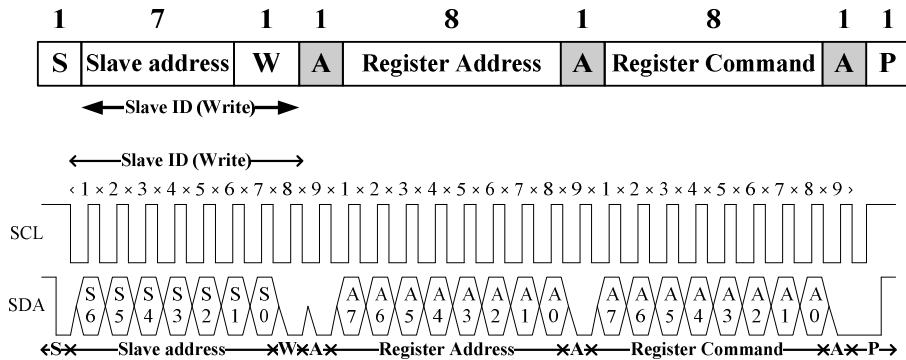 1 7 1 1 8 1 8 1 1
S Slave address W A Register Address A Register Command A P
Slave ID (Write)
Slave ID (Write)
‹ 1 × 2 × 3 × 4 × 5 × 6 × 7 × 8 × 9 × 1 × 2 × 3 × 4 × 5 × 6 × 7 × 8 × 9 × 1 × 2 × 3 × 4 × 5 × 6 × 7 × 8 × 9 ›
SCL
SDA S6 S5 S4 S3 S2 S1 S0 A7 A6 A5 A4 A3 A2 A1 A0 A7 A6 A5 A4 A3 A2 A1 A0
S Slave address W A Register Address A Register Command A P